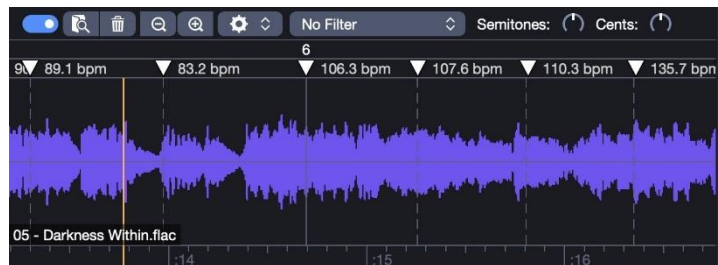 No Filter Semitones: Cents:
6
89.1 bpm 83.2 bpm 106.3 bpm 107.6 bpm 110.3 bpm 135.7 bpm
05 - Darkness Within.flac
:14 :15 :16